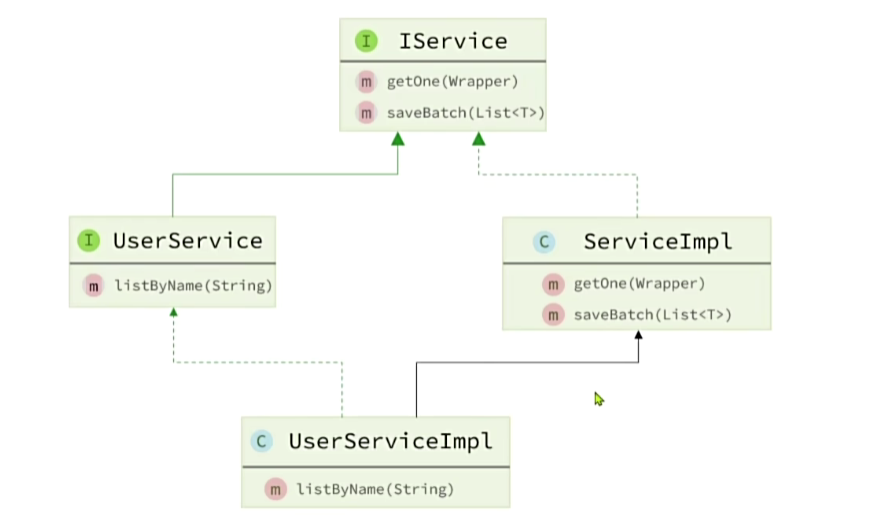 I IService
m getOne(Wrapper)
m saveBatch(List<T>)
I UserService
m listByName(String)
C ServiceImpl
m getOne(Wrapper)
m saveBatch(List<T>)
C UserServiceImpl
m listByName(String)